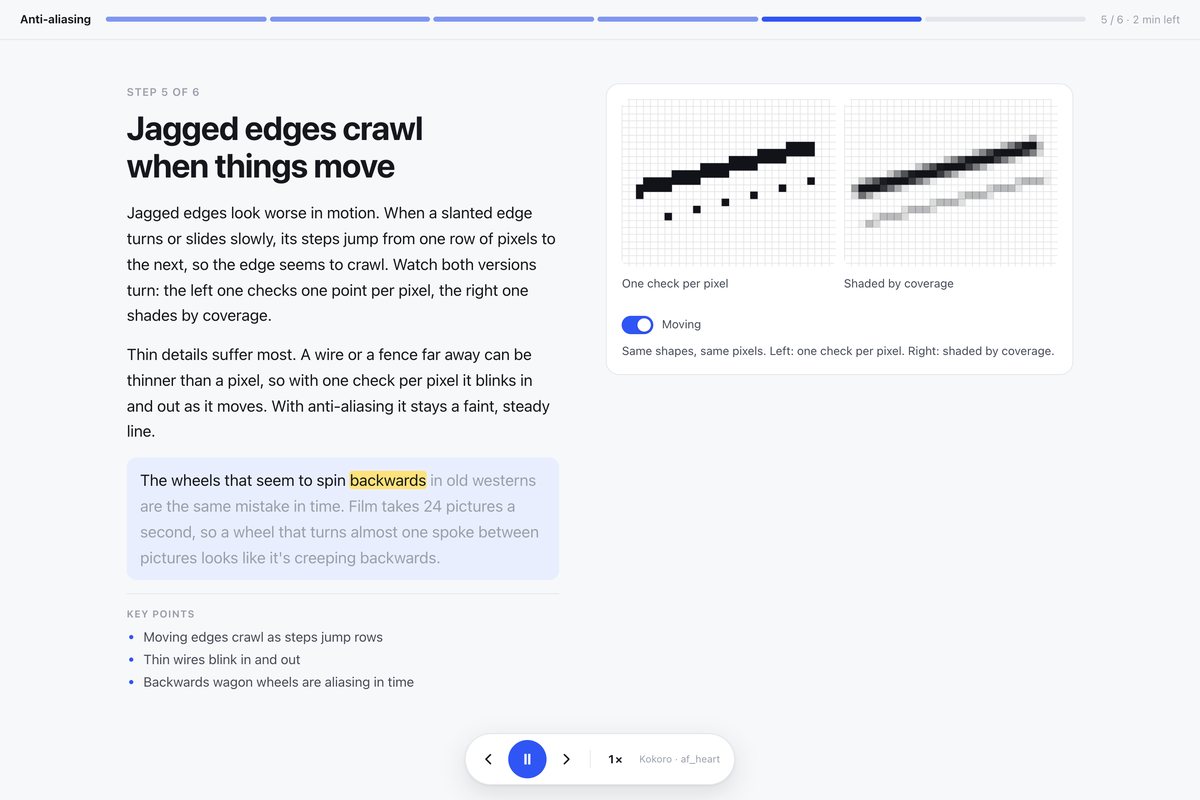 Anti-aliasing
5 / 6 · 2 min left
STEP 5 OF 6
Jagged edges crawl
when things move
Jagged edges look worse in motion. When a slanted edge
turns or slides slowly, its steps jump from one row of pixels to
the next, so the edge seems to crawl. Watch both versions
turn: the left one checks one point per pixel, the right one
shades by coverage.
Thin details suffer most. A wire or a fence far away can be
thinner than a pixel, so with one check per pixel it blinks in
and out as it moves. With anti-aliasing it stays a faint, steady
line.
The wheels that seem to spin backwards in old westerns
are the same mistake in time. Film takes 24 pictures a
second, so a wheel that turns almost one spoke between
pictures looks like it's creeping backwards.
KEY POINTS
• Moving edges crawl as steps jump rows
• Thin wires blink in and out
• Backwards wagon wheels are aliasing in time
One check per pixel
Shaded by coverage
Moving
Same shapes, same pixels. Left: one check per pixel. Right: shaded by coverage.
1×
Kokoro · af_heart